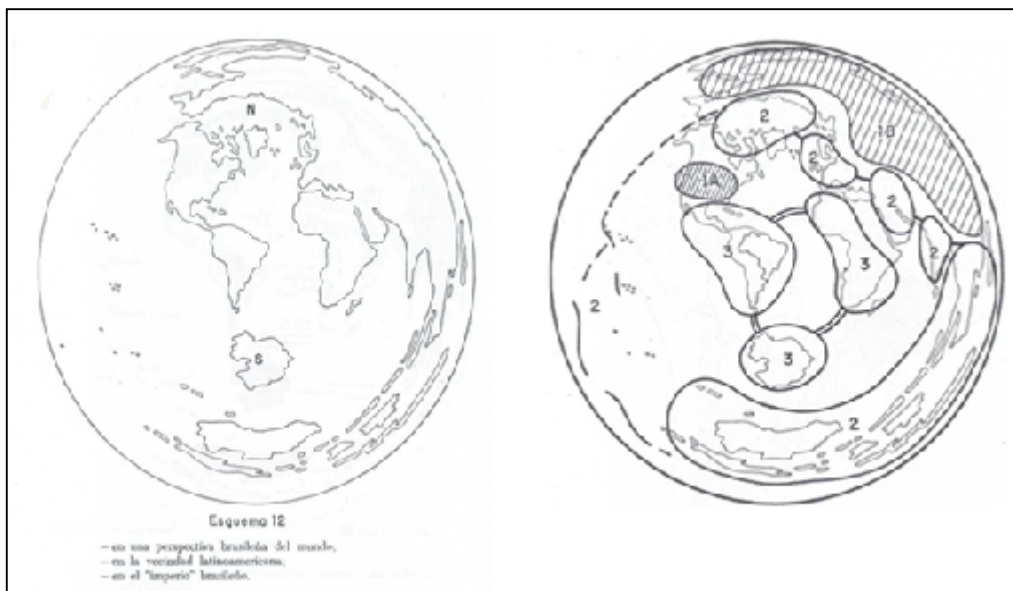 N
S
Esquema 12
— en una perspectiva brasileña del mundo,
— en la vecindad latinoamericana,
— en el "imperio" brasileño.
2
1B
2
1A
2
2
3
3
2
3
2